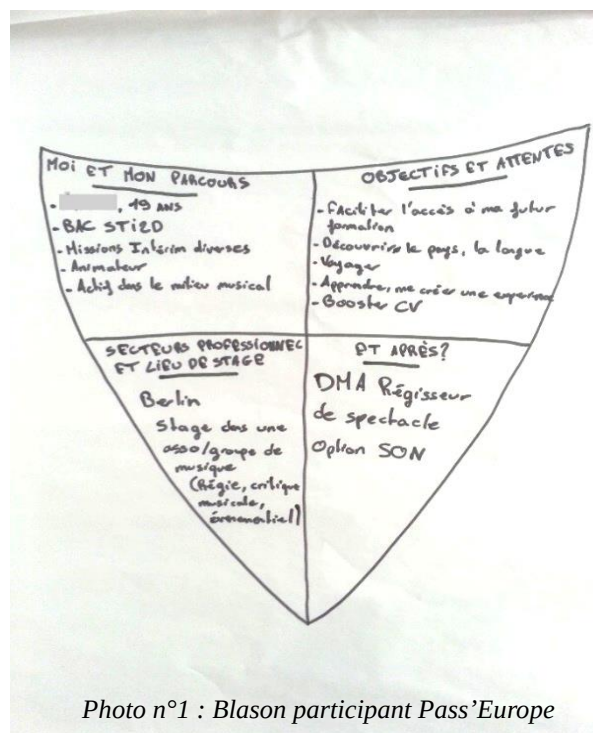 MOI ET MON PARCOURS
- , 19 ANS
- BAC STI2D
- Missions Intérim diverses
- Animateur
- Actif dans le milieu musical
OBJECTIFS ET ATTENTES
- FAciliter l'accès à ma futur
formation
- Découvrir le pays, la langue
- Voyager
- Apprendre, me créer une expérience
- Booster CV
SECTEURS PROFESSIONNEL
ET LIEU DE STAGE
Berlin
Stage dans une
asso/groupe de
musique
(Régie, critique
musicale,
évenementiel)
ET APRÈS?
DMA Régisseur
de spectacle
Option SON
Photo n°1 : Blason participant Pass'Europe